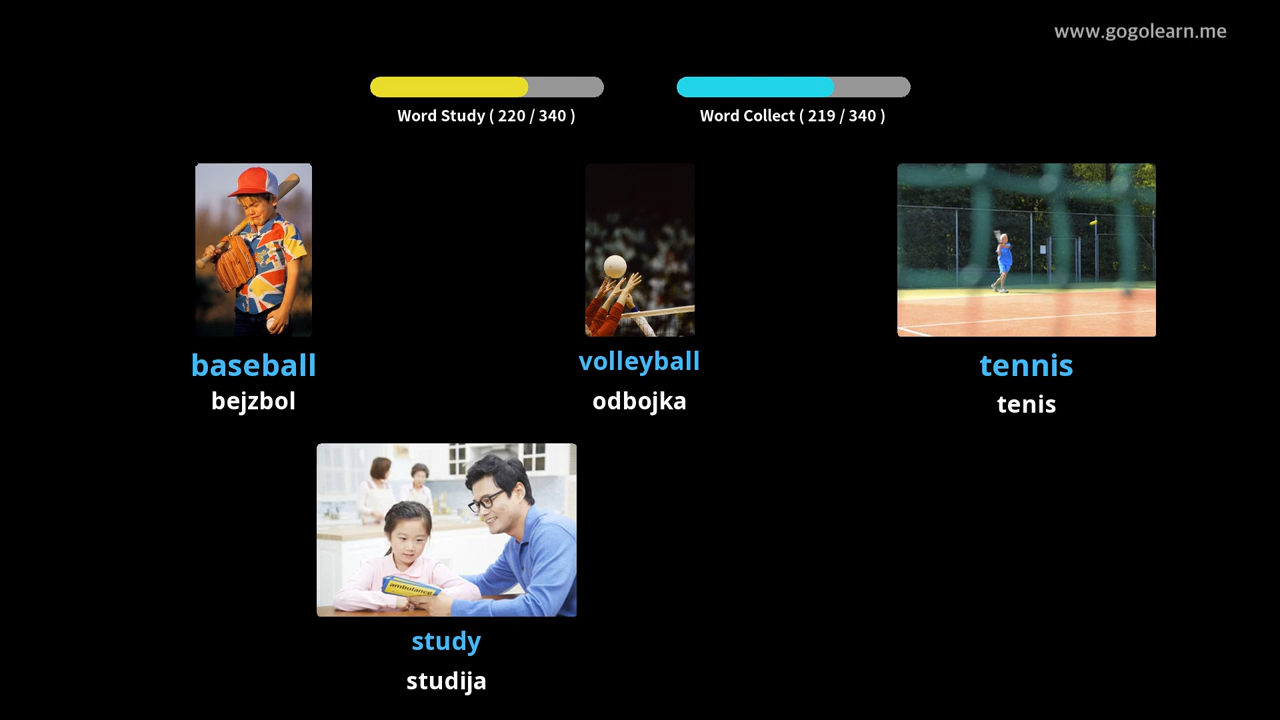 www.gogolearn.me
Word Study ( 220 / 340 )
Word Collect ( 219 / 340 )
baseball
bejzbol
volleyball
odbojka
tennis
tenis
ambulance
study
studija